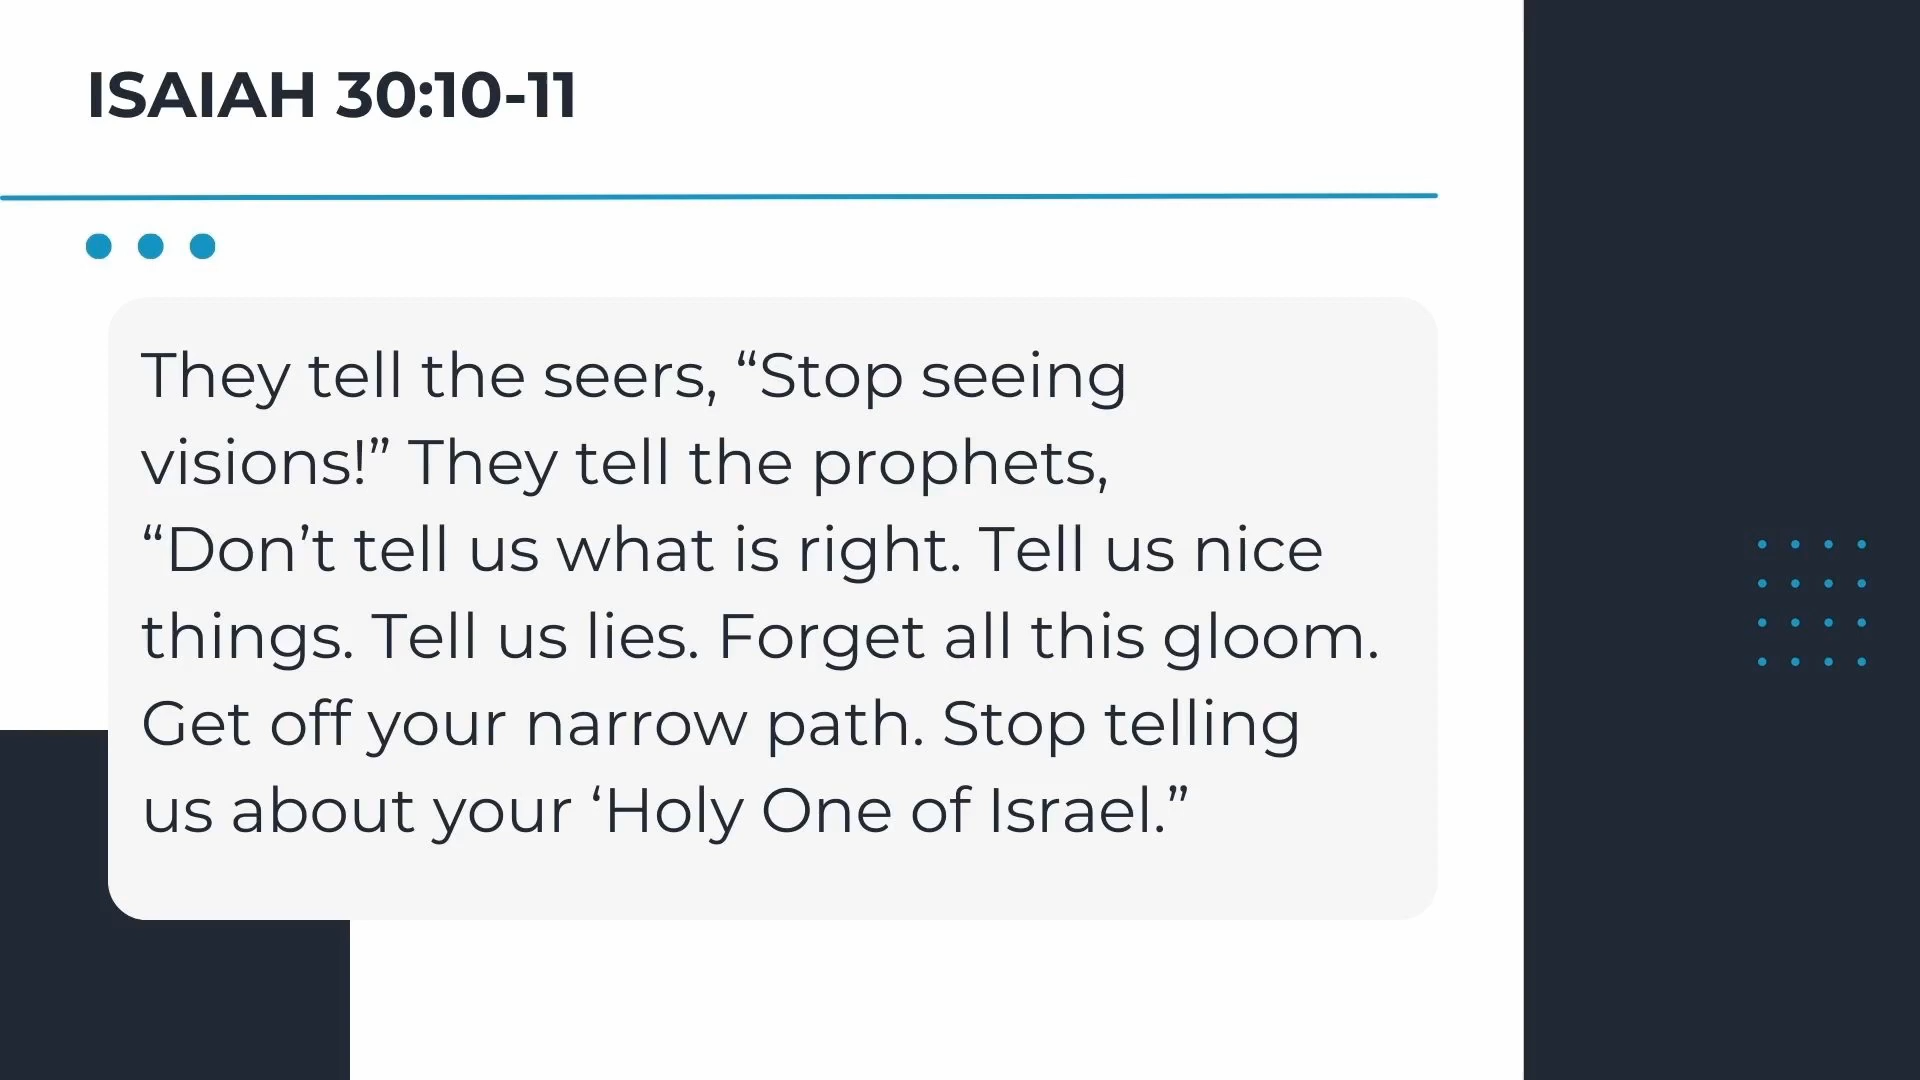 ISAIAH 30:10-11
They tell the seers, “Stop seeing
visions!” They tell the prophets,
“Don’t tell us what is right. Tell us nice
things. Tell us lies. Forget all this gloom.
Get off your narrow path. Stop telling
us about your ‘Holy One of Israel.”